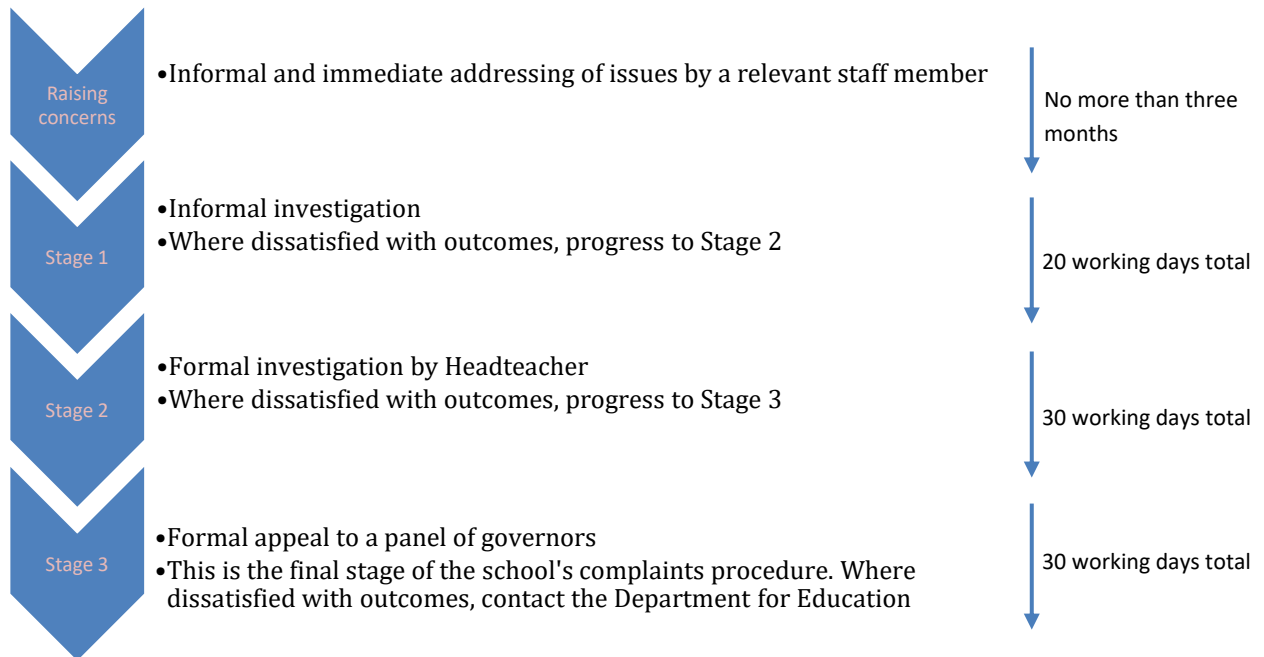 Raising
concerns
•Informal and immediate addressing of issues by a relevant staff member
No more than three
months
Stage 1
•Informal investigation
•Where dissatisfied with outcomes, progress to Stage 2
20 working days total
Stage 2
•Formal investigation by Headteacher
•Where dissatisfied with outcomes, progress to Stage 3
30 working days total
Stage 3
•Formal appeal to a panel of governors
•This is the final stage of the school's complaints procedure. Where
dissatisfied with outcomes, contact the Department for Education
30 working days total